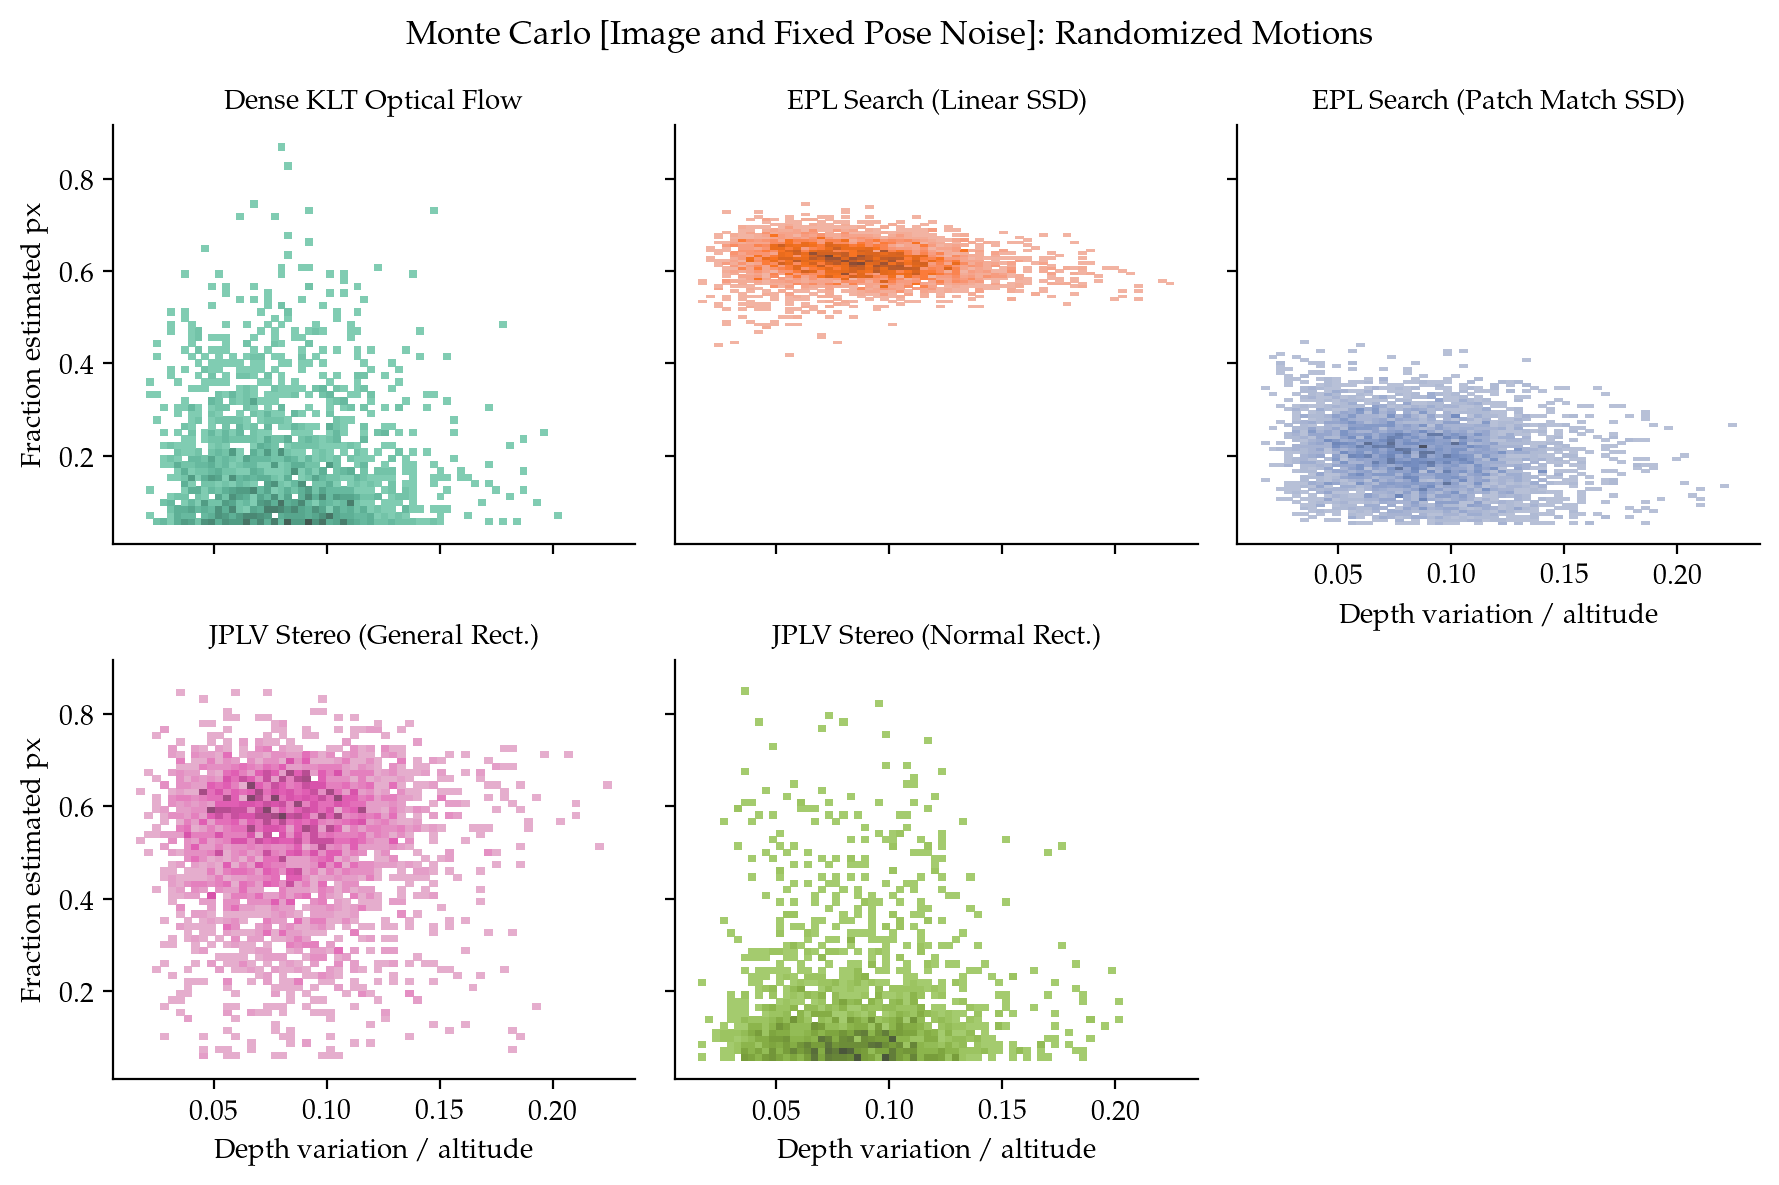 Monte Carlo [Image and Fixed Pose Noise]: Randomized Motions
Dense KLT Optical Flow
EPL Search (Linear SSD)
EPL Search (Patch Match SSD)
Fraction estimated px
0.8
0.6
0.4
0.2
0.05 0.10 0.15 0.20
Depth variation / altitude
JPLV Stereo (General Rect.)
JPLV Stereo (Normal Rect.)
Fraction estimated px
0.8
0.6
0.4
0.2
0.05 0.10 0.15 0.20
Depth variation / altitude
0.05 0.10 0.15 0.20
Depth variation / altitude